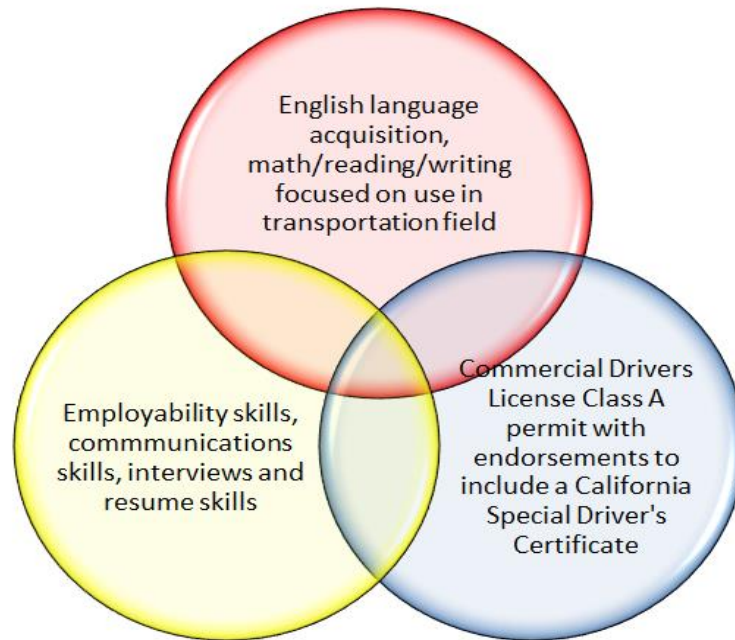 English language
acquisition,
math/reading/writing
focused on use in
transportation field
Employability skills,
commmunications
skills, interviews and
resume skills
Commercial Drivers
License Class A
permit with
endorsements to
include a California
Special Driver's
Certificate